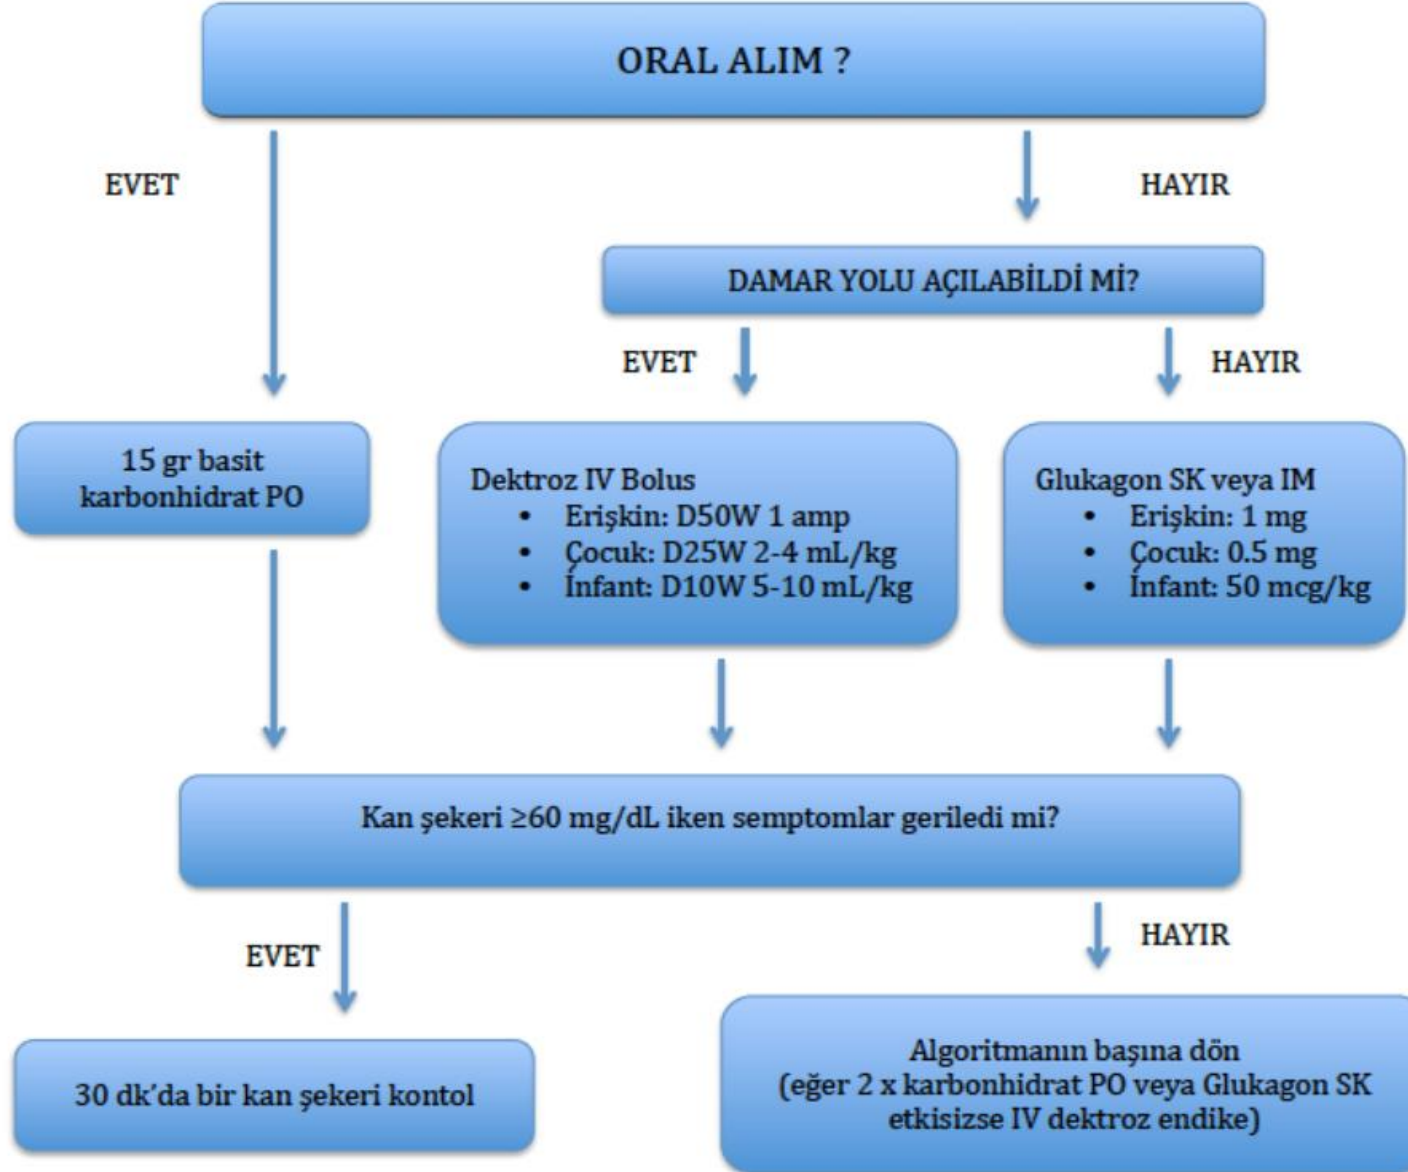 ORAL ALIM ?
EVET
HAYIR
DAMAR YOLU AÇILABİLDİ Mİ?
EVET
HAYIR
15 gr basit
karbonhidrat PO
Dektroz IV Bolus
• Erişkin: D50W 1 amp
• Çocuk: D25W 2-4 mL/kg
• İnfant: D10W 5-10 mL/kg
Glukagon SK veya IM
• Erişkin: 1 mg
• Çocuk: 0.5 mg
• İnfant: 50 mcg/kg
Kan şekeri ≥60 mg/dL iken semptomlar geriledi mi?
EVET
HAYIR
30 dk’da bir kan şekeri kontol
Algoritmanın başına dön
(eğer 2 x karbonhidrat PO veya Glukagon SK
etkisizse IV dektroz endike)